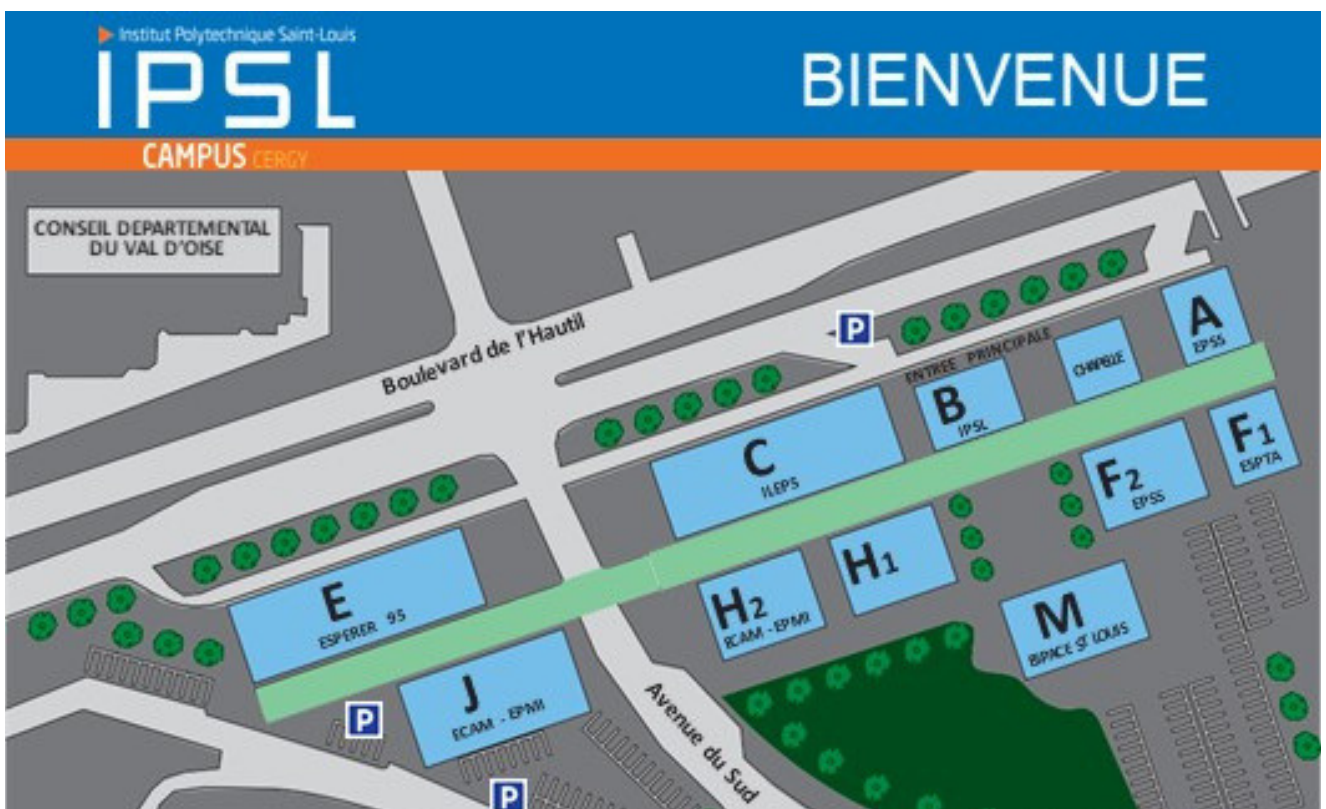 Institut Polytechnique Saint-Louis
IPSL
BIENVENUE
CAMPUS CERGY
CONSEIL DEPARTEMENTAL
DU VAL D'OISE
Boulevard de l'Hautil
P
ENTREE PRINCIPALE
A
EPSS
CHAPELLE
B
IPSL
C
ILEPS
F1
ESPTA
F2
EPSS
H1
H2
ECAM - EPMI
M
ESPACE ST LOUIS
E
ESPERER 95
J
ECAM - EPMI
P
Avenue du Sud
P